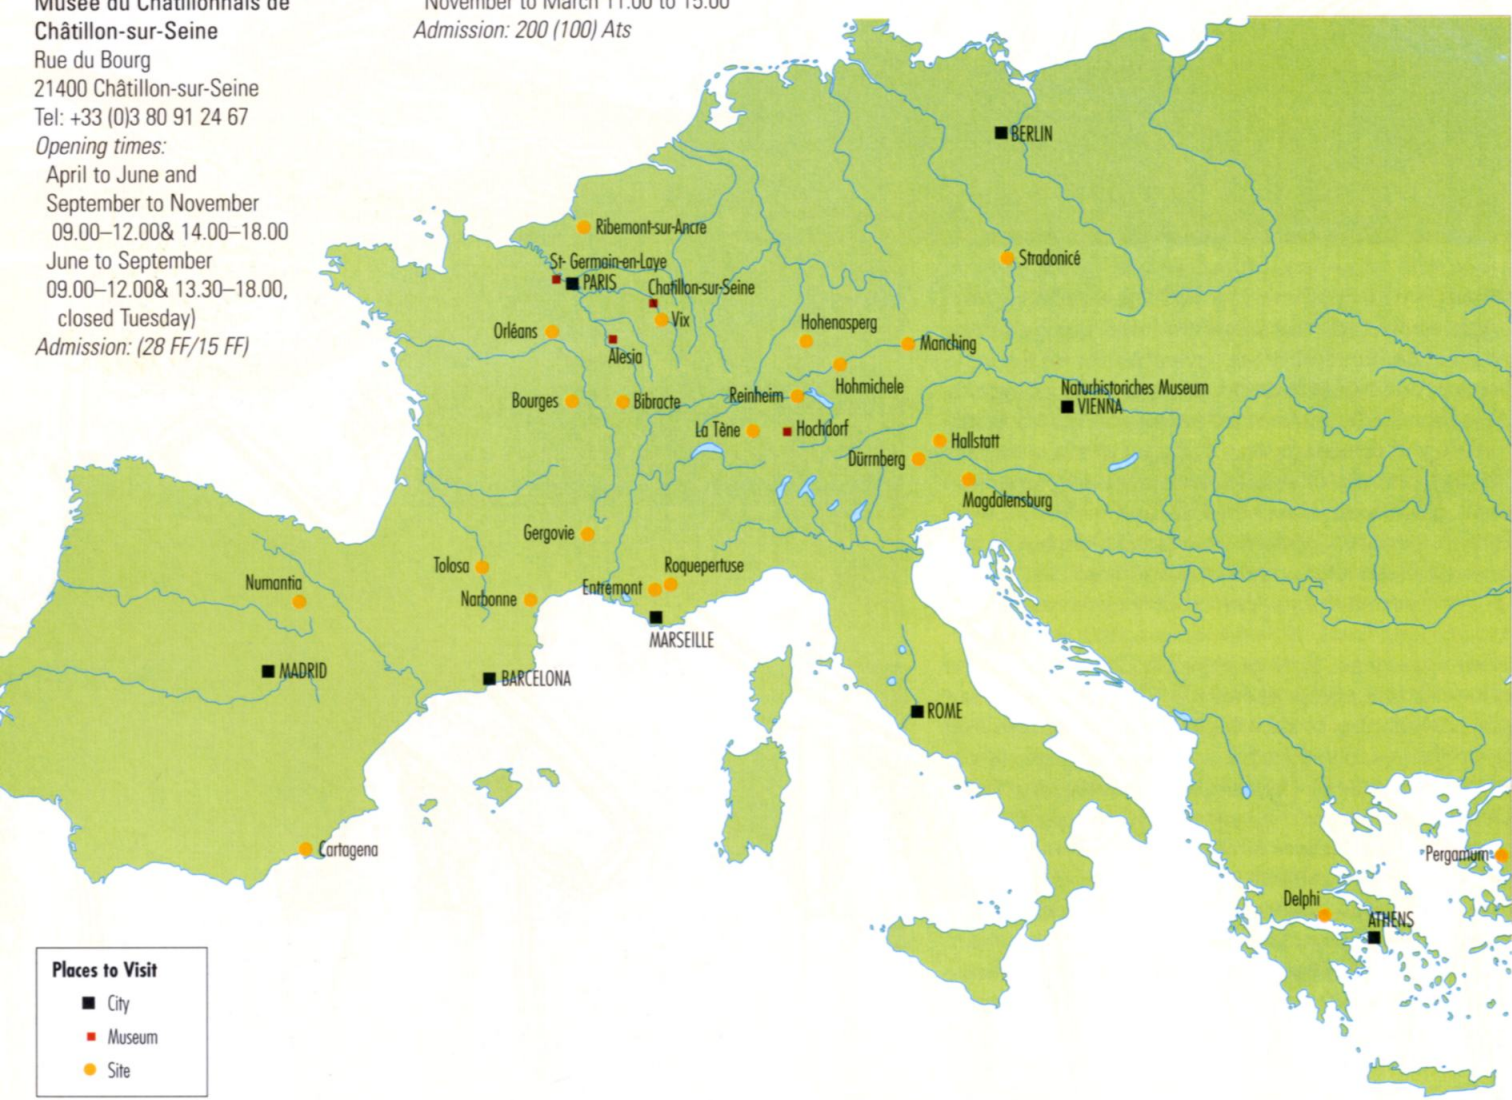 Musée du Châtillonnais de
Châtillon-sur-Seine
Rue du Bourg
21400 Châtillon-sur-Seine
Tel: +33 (0)3 80 91 24 67
Opening times:
April to June and
September to November
09.00–12.00& 14.00–18.00
June to September
09.00–12.00& 13.30–18.00,
closed Tuesday)
Admission: (28 FF/15 FF)
November to March 11.00 to 15.00
Admission: 200 (100) Ats
BERLIN
Ribemont-sur-Ancre
Stradonicé
St- Germain-en-Laye
PARIS
Chatillon-sur-Seine
Vix
Orléans
Alesia
Hohenasperg
Manching
Hohmichele
Bourges
Bibracte
Reinheim
Naturhistoriches Museum
VIENNA
La Tène
Hochdorf
Hallstatt
Dürrnberg
Magdalensburg
Gergovie
Tolosa
Roquepertuse
Entremont
Narbonne
Numantia
MARSEILLE
MADRID
BARCELONA
ROME
Cartagena
Pergamum
Delphi
ATHENS
Places to Visit
City
Museum
Site